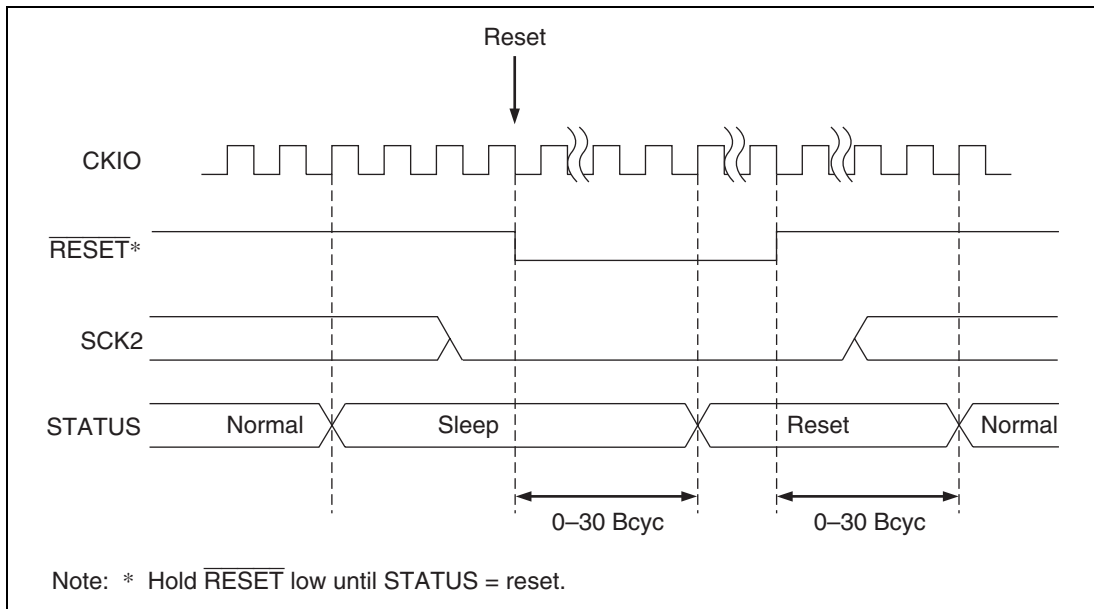 Reset
CKIO
RESET*
SCK2
STATUS
Normal
Sleep
Reset
Normal
0–30 Bcyc
0–30 Bcyc
Note: * Hold RESET low until STATUS = reset.